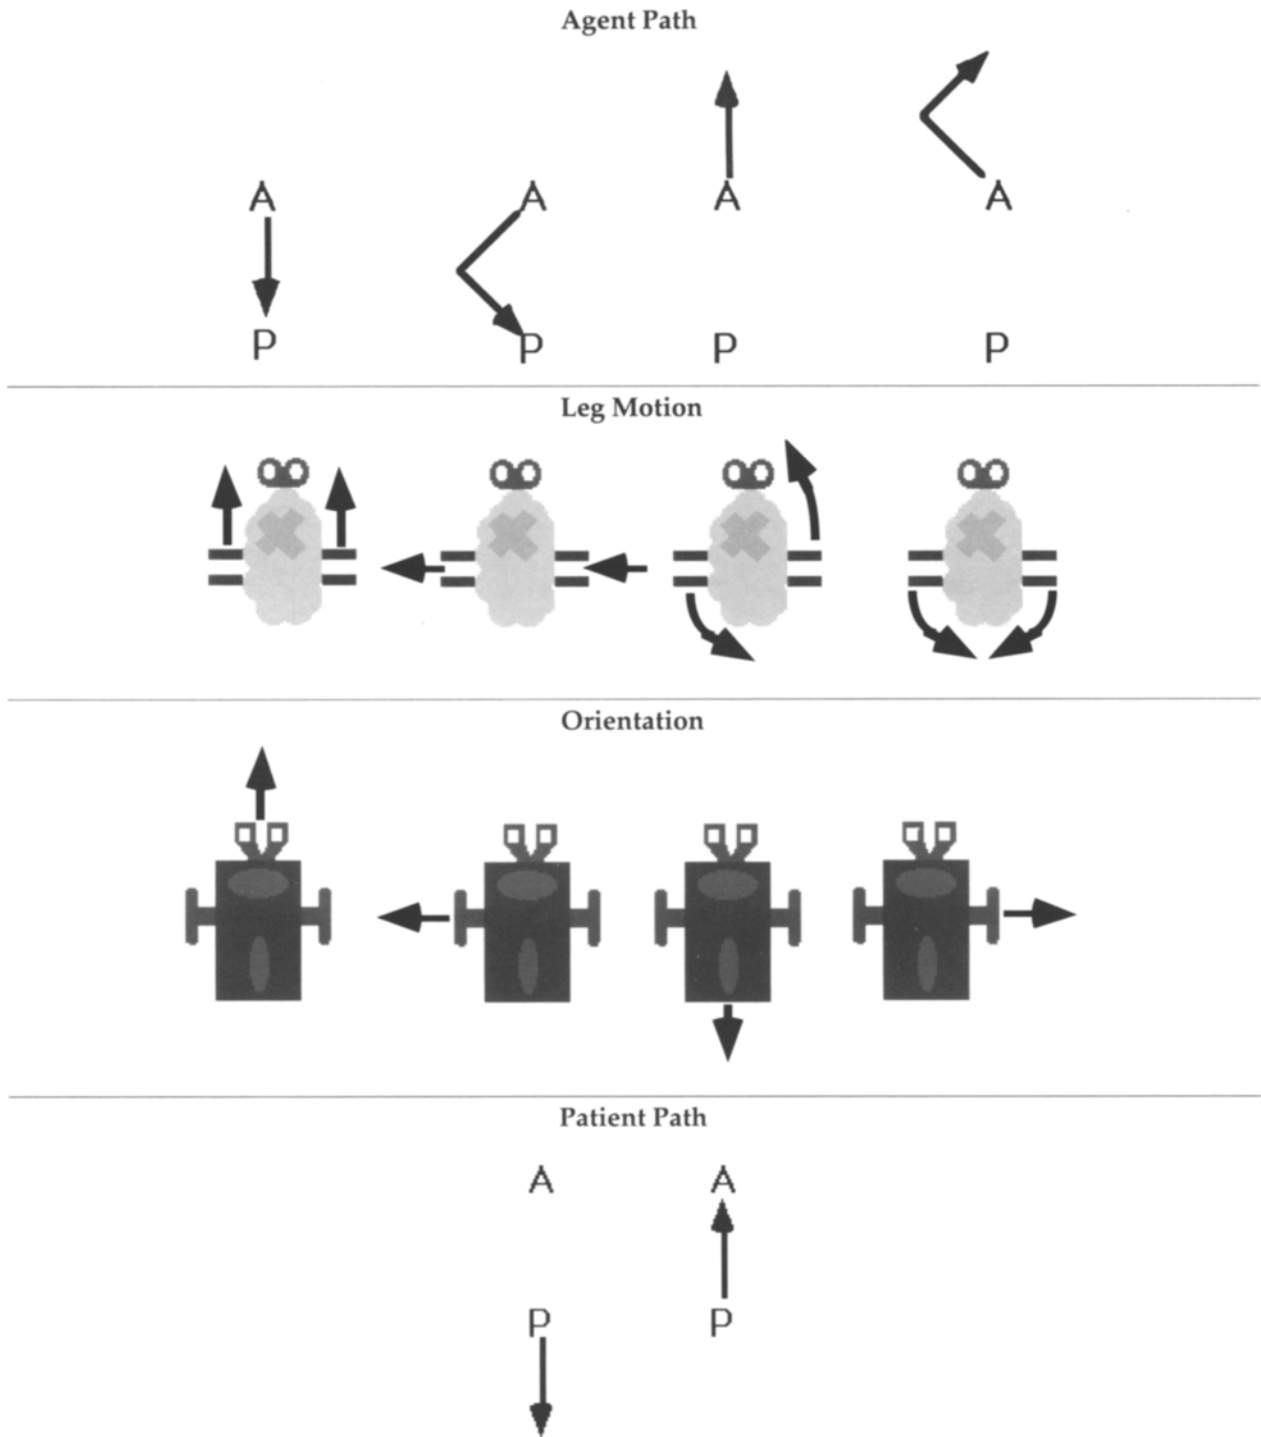 Agent Path
A A A A
P P P P
Leg Motion
Orientation
Patient Path
A A
P P